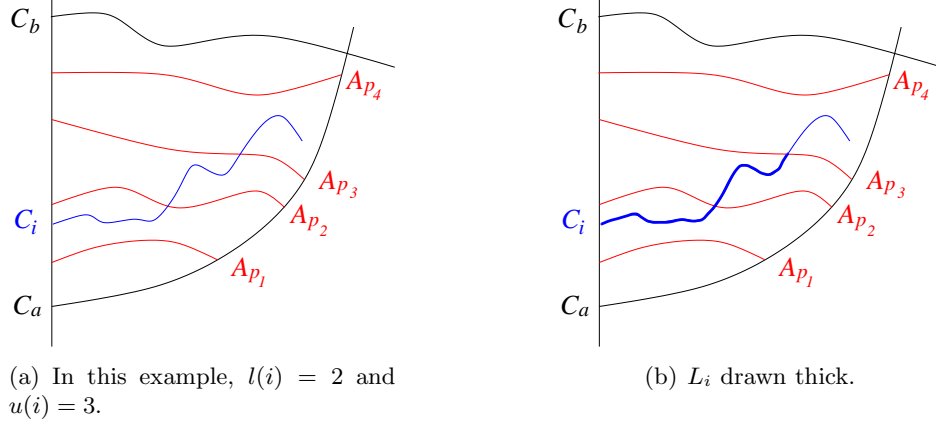 C_b
A_{p_4}
A_{p_3}
C_i
A_{p_2}
A_{p_1}
C_a
(a) In this example, l(i) = 2 and
u(i) = 3.
C_b
A_{p_4}
A_{p_3}
C_i
A_{p_2}
A_{p_1}
C_a
(b) L_i drawn thick.